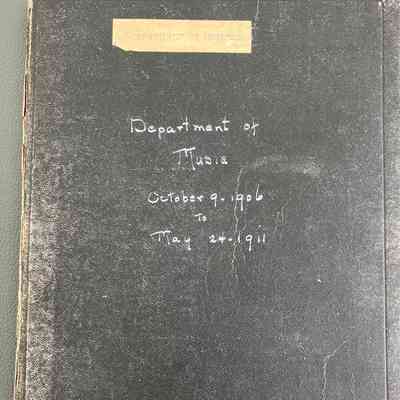 Department of
Music
October 9-1906
To
May 24-1911